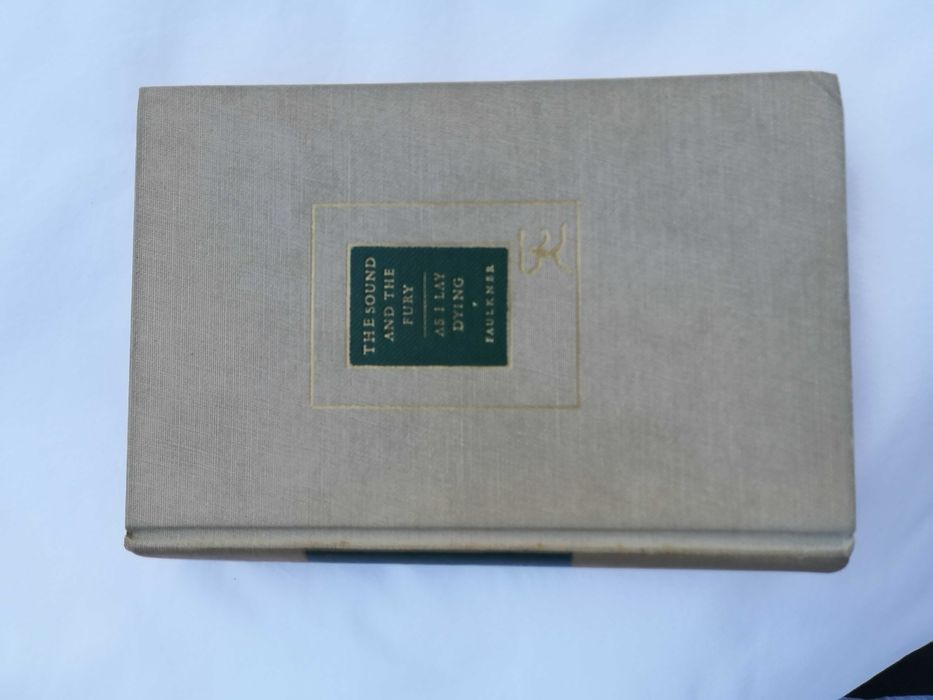 THE SOUND
AND THE
FURY
AS I LAY
DYING
FAULKNER